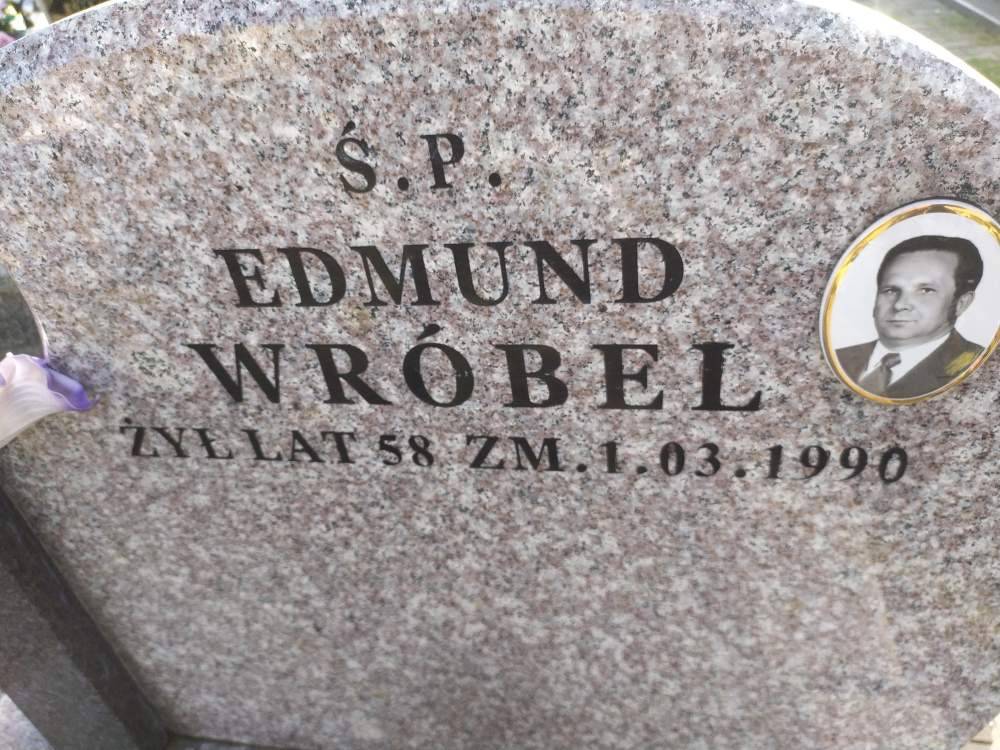 Ś.P.
EDMUND
WRÓBEL
ŻYŁ LAT 58 ZM.1.03.1990